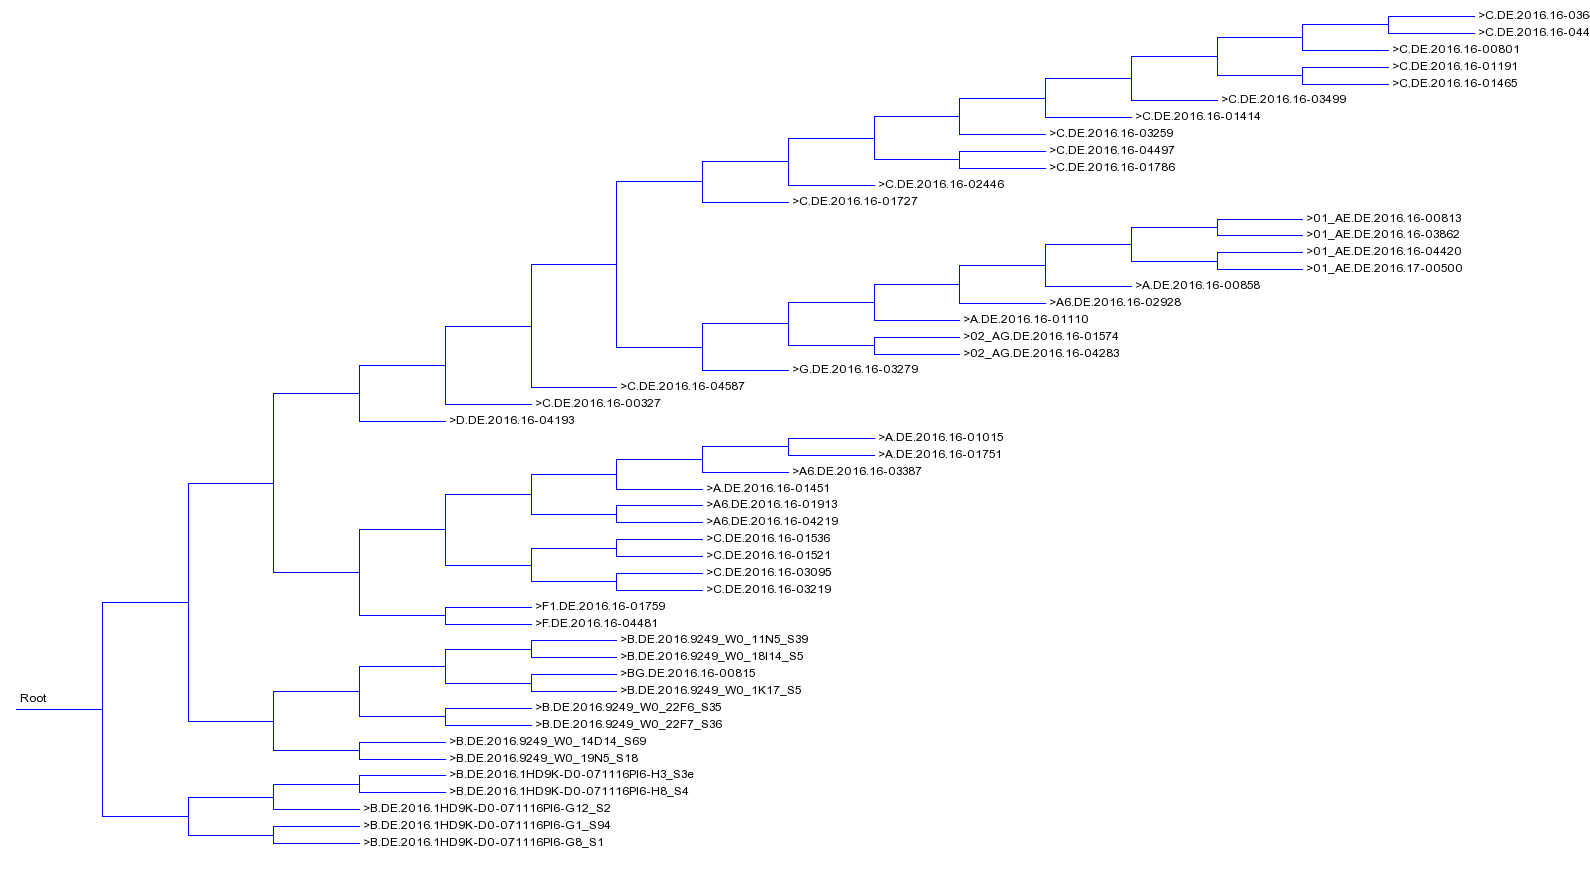 >C.DE.2016.16-036
>C.DE.2016.16-044
>C.DE.2016.16-00801
>C.DE.2016.16-01191
>C.DE.2016.16-01465
>C.DE.2016.16-03499
>C.DE.2016.16-01414
>C.DE.2016.16-03259
>C.DE.2016.16-04497
>C.DE.2016.16-01786
>C.DE.2016.16-02446
>C.DE.2016.16-01727
>01_AE.DE.2016.16-00813
>01_AE.DE.2016.16-03862
>01_AE.DE.2016.16-04420
>01_AE.DE.2016.17-00500
>A.DE.2016.16-00858
>A6.DE.2016.16-02928
>A.DE.2016.16-01110
>02_AG.DE.2016.16-01574
>02_AG.DE.2016.16-04283
>G.DE.2016.16-03279
>C.DE.2016.16-04587
>C.DE.2016.16-00327
>D.DE.2016.16-04193
>A.DE.2016.16-01015
>A.DE.2016.16-01751
>A6.DE.2016.16-03387
>A.DE.2016.16-01451
>A6.DE.2016.16-01913
>A6.DE.2016.16-04219
>C.DE.2016.16-01536
>C.DE.2016.16-01521
>C.DE.2016.16-03095
>C.DE.2016.16-03219
>F1.DE.2016.16-01759
>F.DE.2016.16-04481
>B.DE.2016.9249_W0_11N5_S39
>B.DE.2016.9249_W0_18I14_S5
>BG.DE.2016.16-00815
>B.DE.2016.9249_W0_1K17_S5
Root
>B.DE.2016.9249_W0_22F6_S35
>B.DE.2016.9249_W0_22F7_S36
>B.DE.2016.9249_W0_14D14_S69
>B.DE.2016.9249_W0_19N5_S18
>B.DE.2016.1HD9K-D0-071116Pl6-H3_S3e
>B.DE.2016.1HD9K-D0-071116Pl6-H8_S4
>B.DE.2016.1HD9K-D0-071116Pl6-G12_S2
>B.DE.2016.1HD9K-D0-071116Pl6-G1_S94
>B.DE.2016.1HD9K-D0-071116Pl6-G8_S1